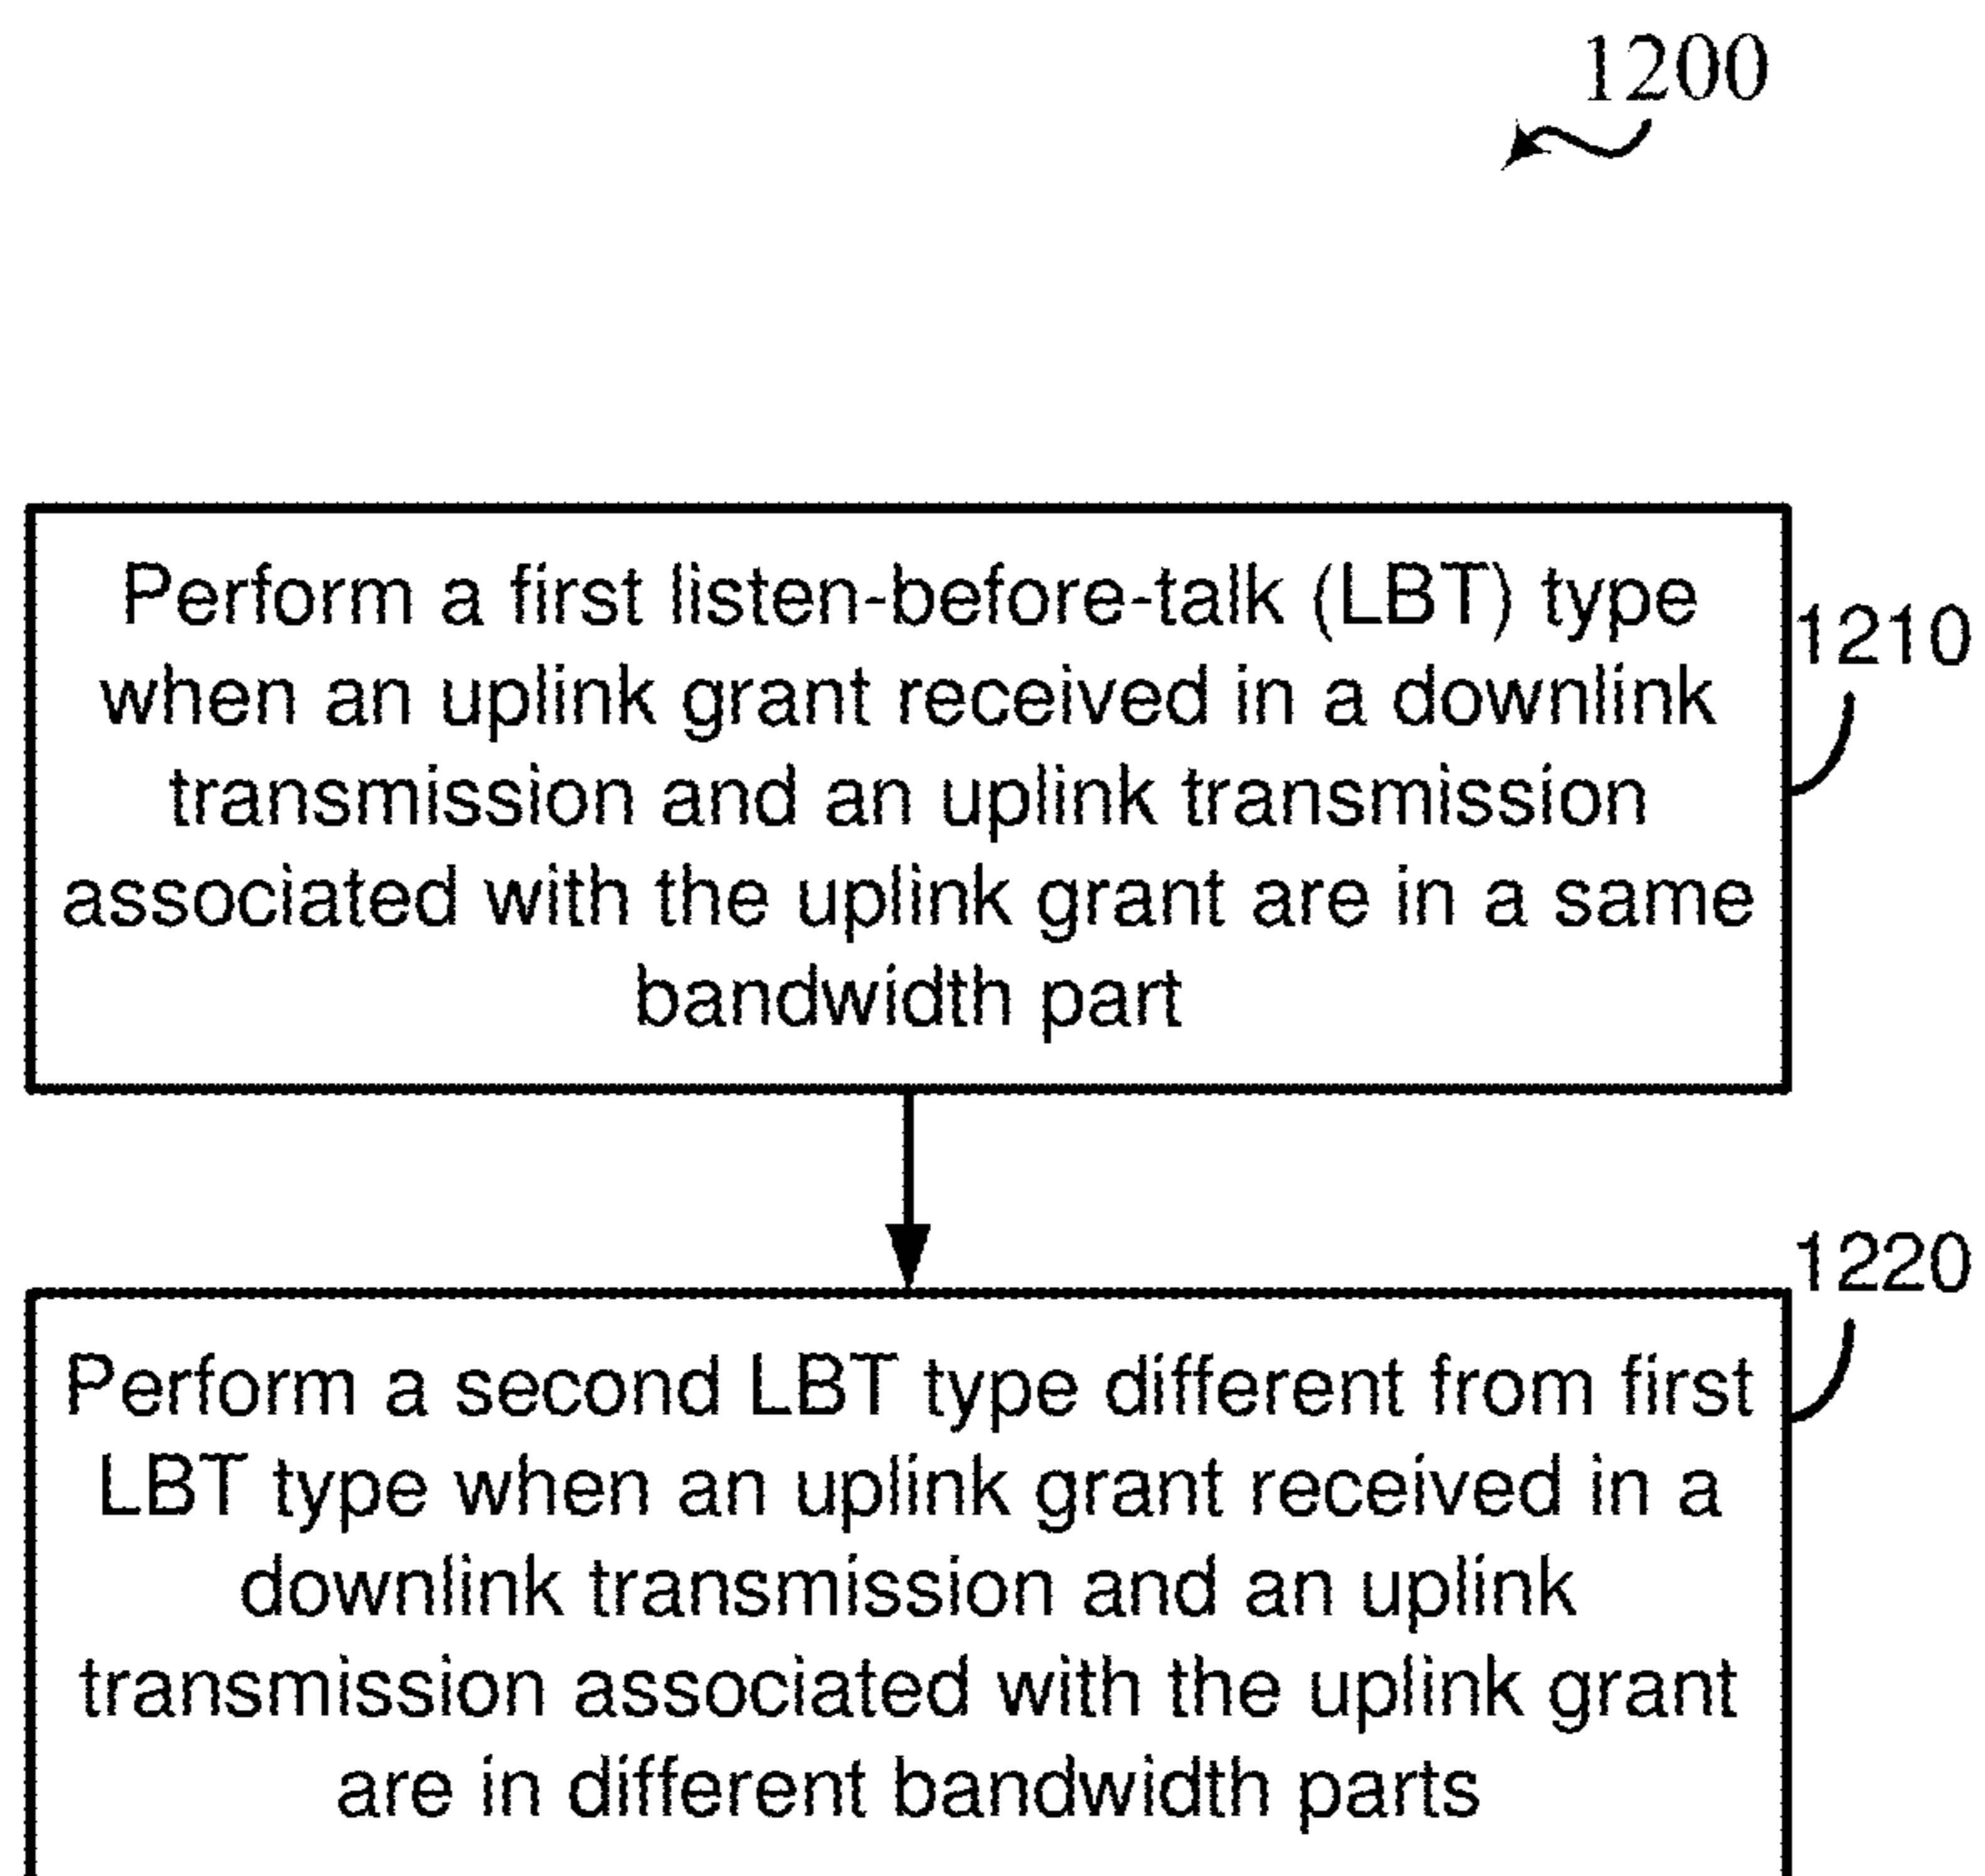 1200
Perform a first listen-before-talk (LBT) type
when an uplink grant received in a downlink
transmission and an uplink transmission
associated with the uplink grant are in a same
bandwidth part
1210
1220
Perform a second LBT type different from first
LBT type when an uplink grant received in a
downlink transmission and an uplink
transmission associated with the uplink grant
are in different bandwidth parts